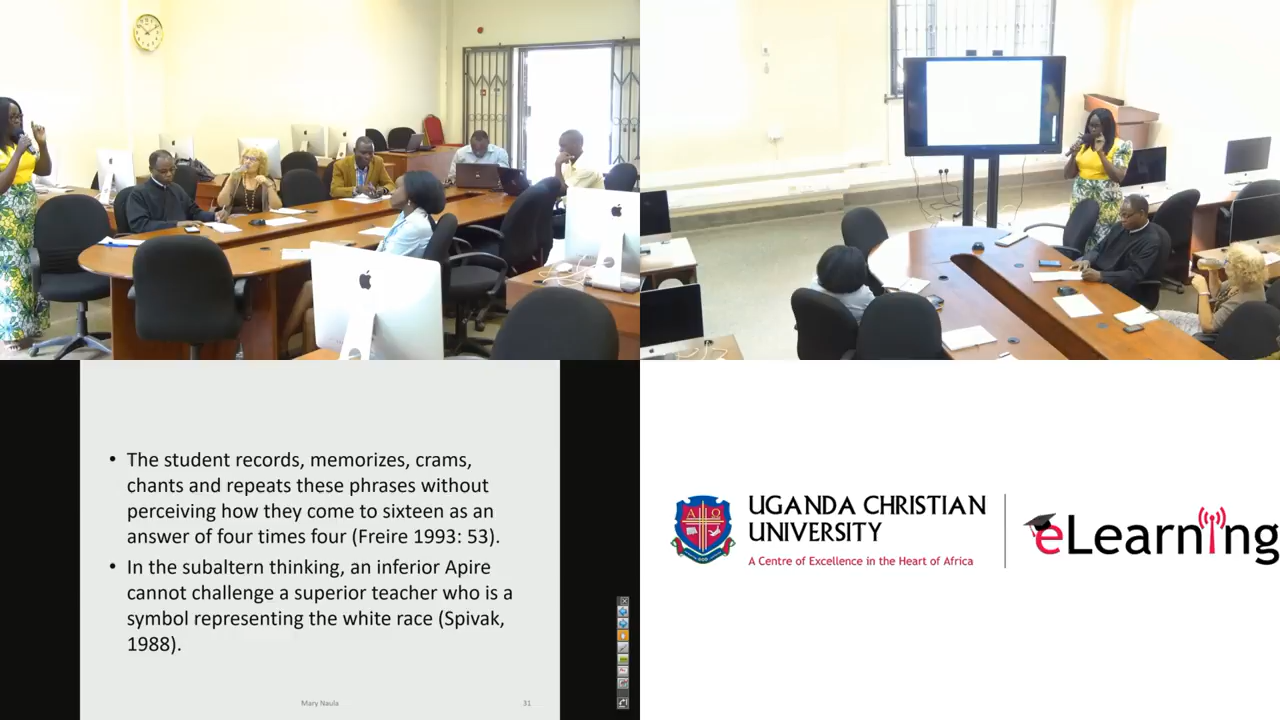 • The student records, memorizes, crams,
chants and repeats these phrases without
perceiving how they come to sixteen as an
answer of four times four (Freire 1993: 53).
• In the subaltern thinking, an inferior Apire
cannot challenge a superior teacher who is a
symbol representing the white race (Spivak,
1988).
Mary Naula 31
A O
UGANDA CHRISTIAN
UNIVERSITY
A Centre of Excellence in the Heart of Africa
eLearning